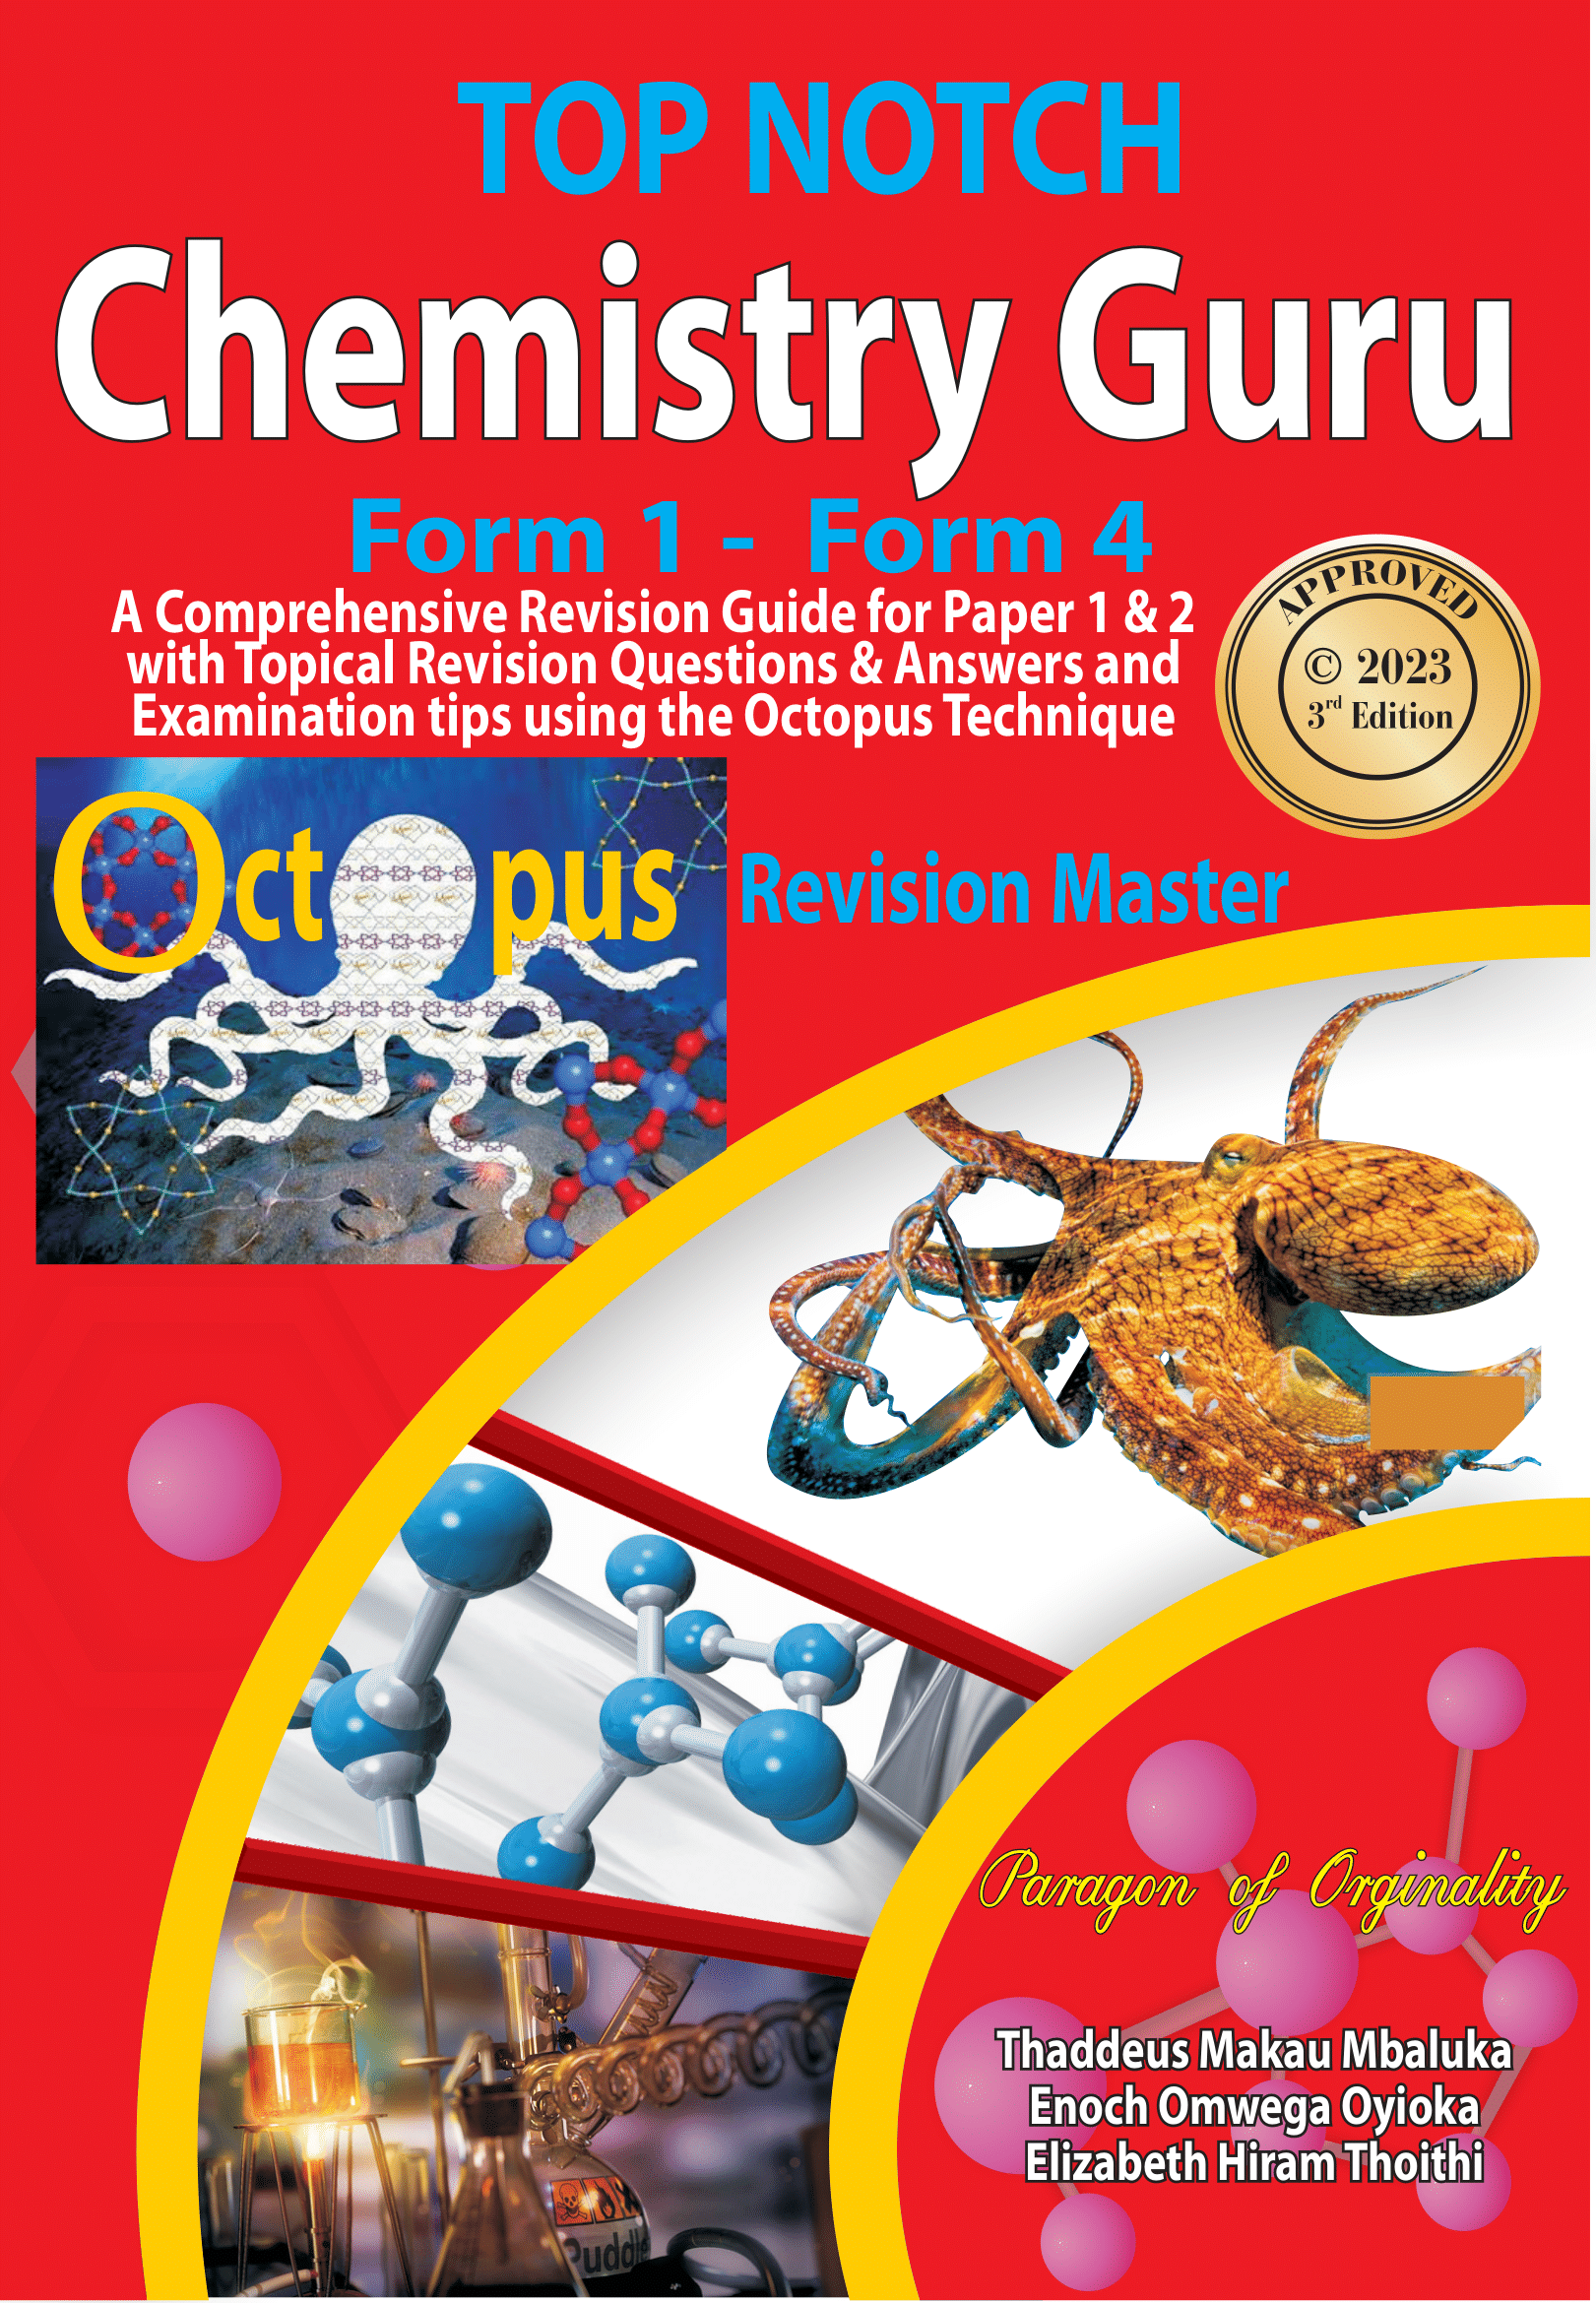 TOP NOTCH
Chemistry Guru
Form 1 - Form 4
A Comprehensive Revision Guide for Paper 1 & 2
with Topical Revision Questions & Answers and
Examination tips using the Octopus Technique
APPROVED
© 2023
3rd Edition
Octopus
Revision Master
Paragon of Orginality
Thaddeus Makau Mbaluka
Enoch Omwega Oyioka
Elizabeth Hiram Thoithi